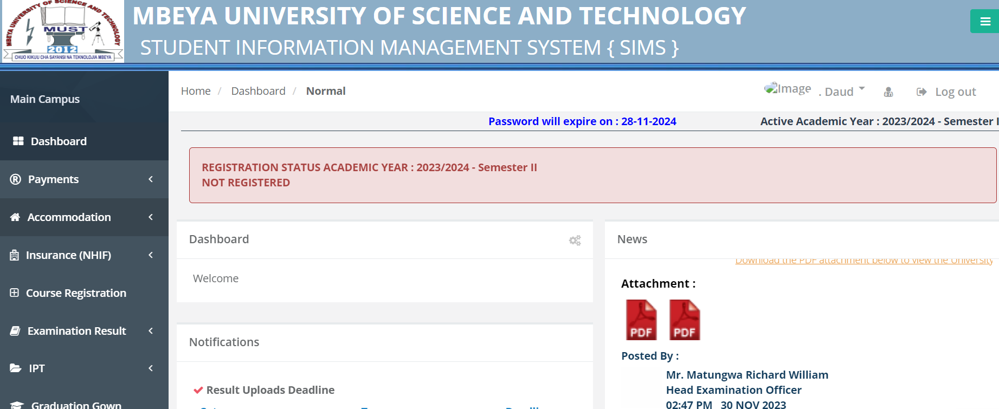 MBEYA UNIVERSITY OF SCIENCE AND TECHNOLOGY
MUST
2012
CHUO KIKUU CHA SAYANSI NA TEKNOLOJIA MBEYA
MBEYA UNIVERSITY OF SCIENCE AND TECHNOLOGY
STUDENT INFORMATION MANAGEMENT SYSTEM { SIMS }
Main Campus
Dashboard
Payments
Accommodation
Insurance (NHIF)
Course Registration
Examination Result
IPT
Graduation Gown
Home / Dashboard / Normal
Image . Daud
Log out
Password will expire on : 28-11-2024
Active Academic Year : 2023/2024 - Semester I
REGISTRATION STATUS ACADEMIC YEAR : 2023/2024 - Semester II
NOT REGISTERED
Dashboard
Welcome
Notifications
Result Uploads Deadline
News
Download the PDF attachment below to view the University
Attachment :
PDF PDF
Posted By :
Mr. Matungwa Richard William
Head Examination Officer
02:47 PM 30 NOV 2023